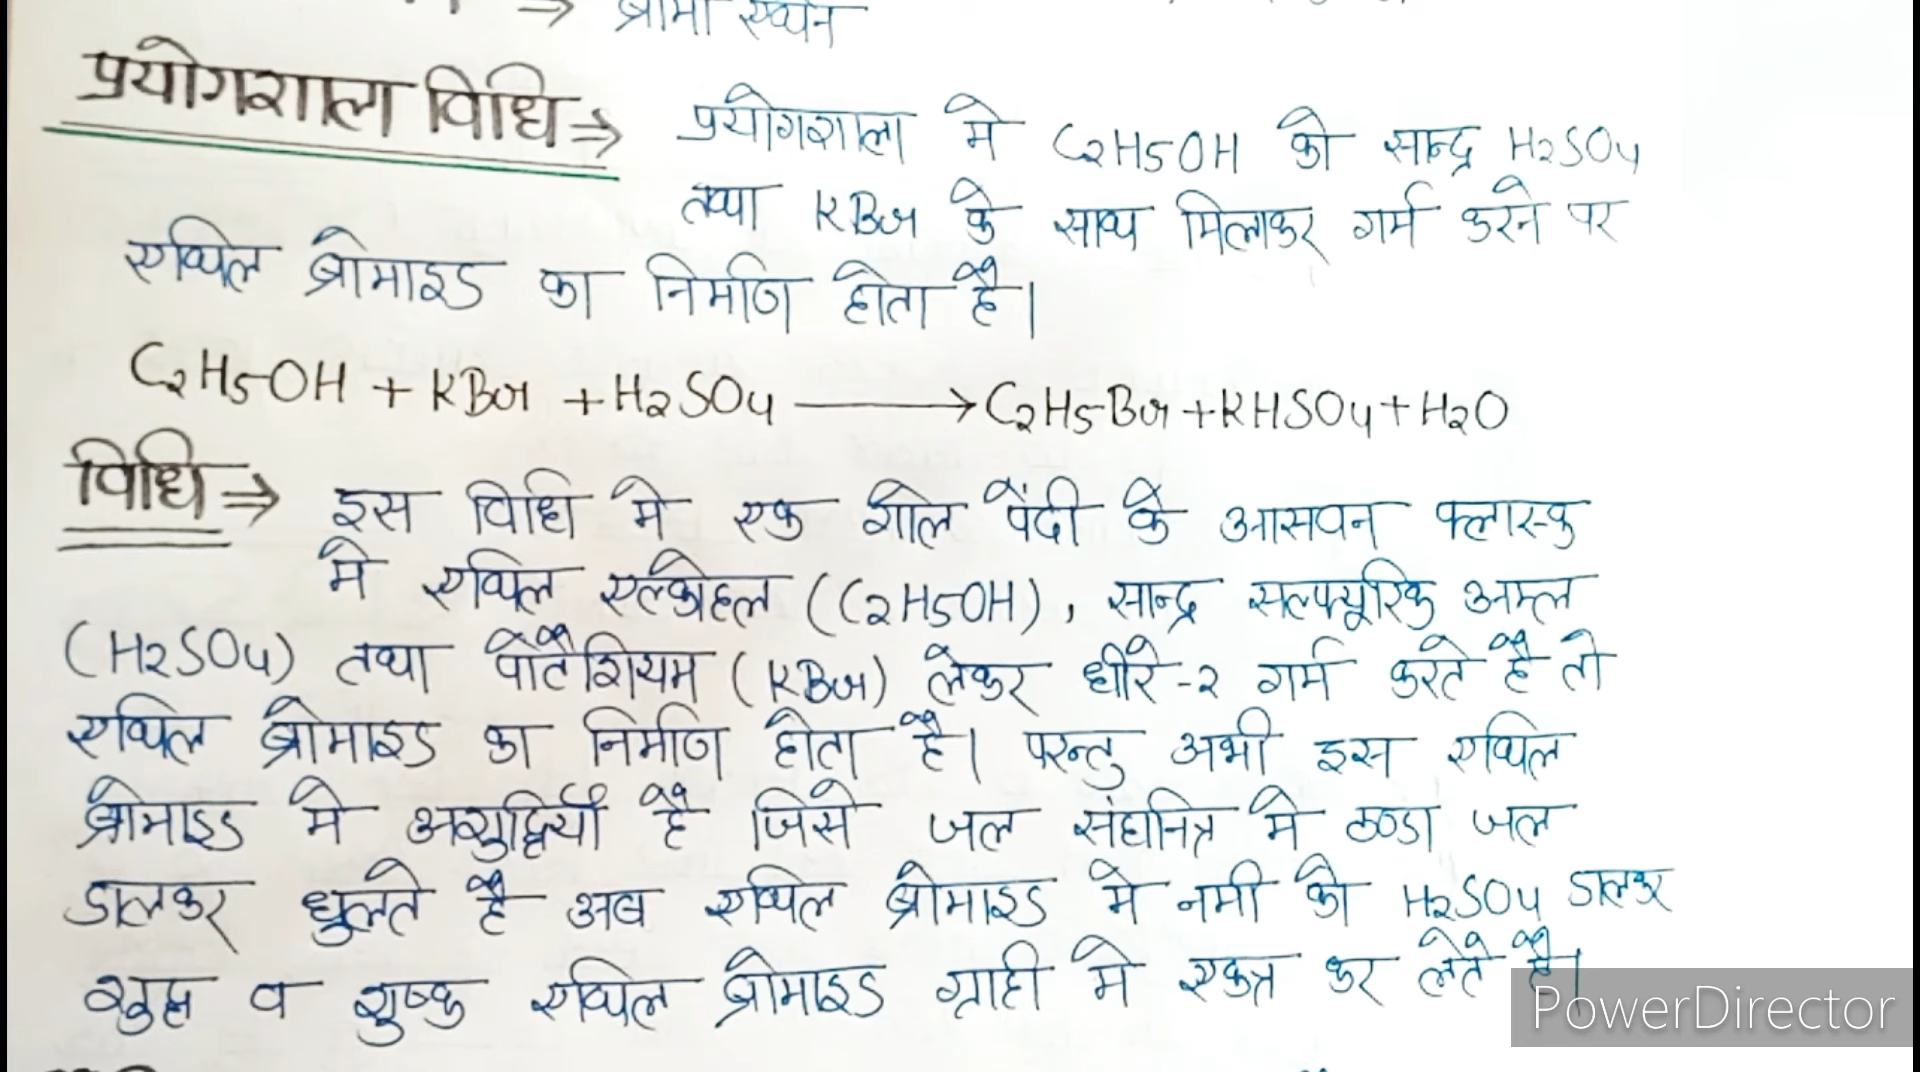 ⇒ ब्रोमो एथेन
प्रयोगशाला विधि ⇒ प्रयोगशाला मे C2H5OH को सान्द्र H2SO4
तथा KBr के साथ मिलाकर गर्म करने पर
एथिल ब्रोमाइड का निर्माण होता है।
C2H5-OH + KBr + H2SO4 ⟶ C2H5-Br + KHSO4 + H2O
विधि ⇒ इस विधि मे एक गोल पेंदी के आसवन फ्लास्क
मे एथिल एल्कोहल (C2H5OH), सान्द्र सल्फ्यूरिक अम्ल
(H2SO4) तथा पोटैशियम (KBr) लेकर धीरे-२ गर्म करते है तो
एथिल ब्रोमाइड का निर्माण होता है। परन्तु अभी इस एथिल
ब्रोमाइड मे अशुद्धियाँ है जिसे जल संघनित्र मे ठण्डा जल
डालकर धुलते है अब एथिल ब्रोमाइड मे नमी को H2SO4 डालकर
शुद्ध व शुष्क एथिल ब्रोमाइड ग्राही मे एकत्र कर लेते है।
PowerDirector